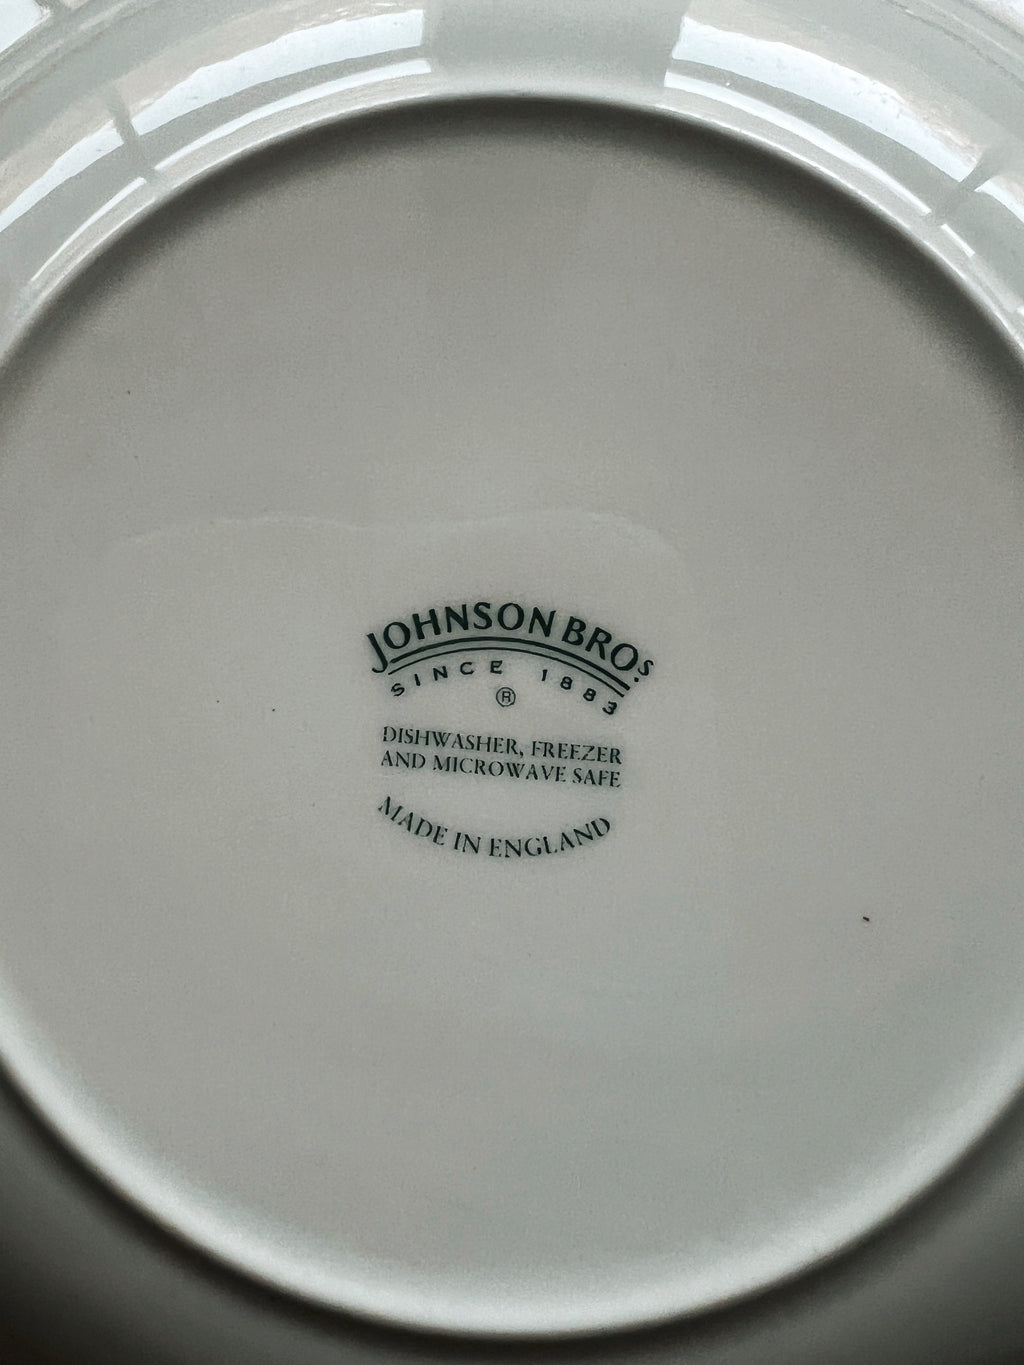 JOHNSON BROS.
SINCE 1883
®
DISHWASHER, FREEZER
AND MICROWAVE SAFE
MADE IN ENGLAND